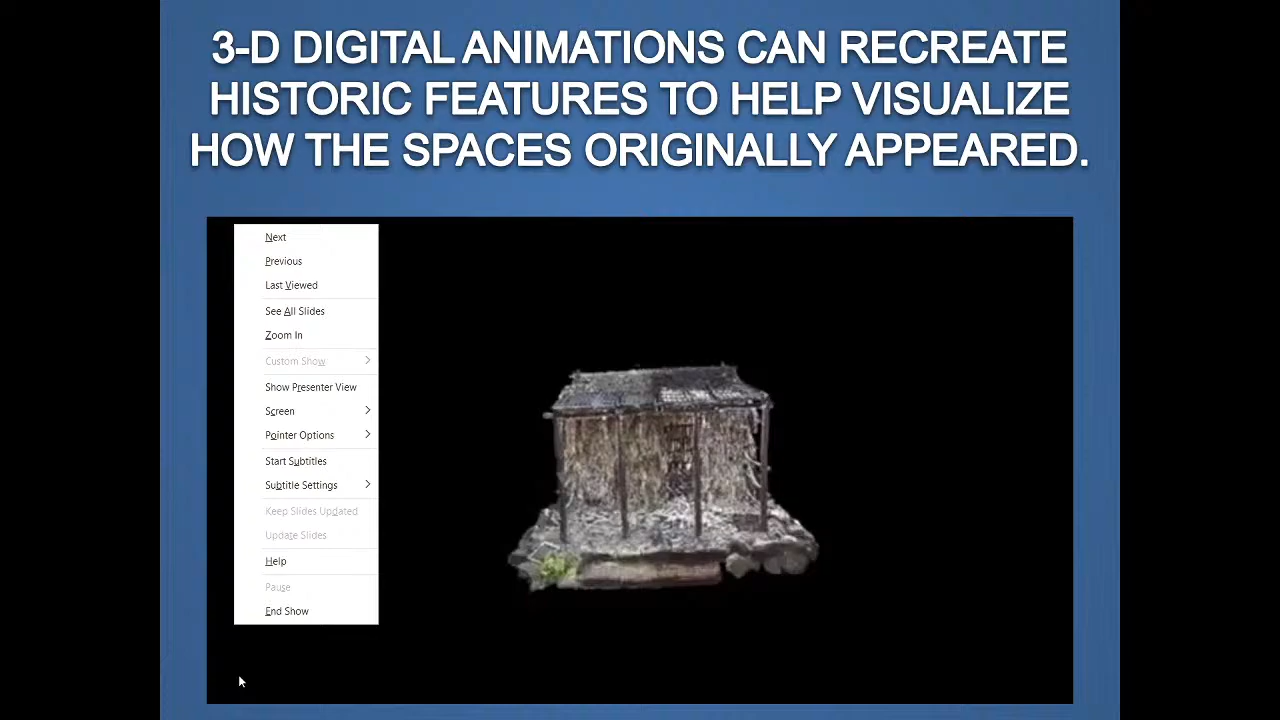 3-D DIGITAL ANIMATIONS CAN RECREATE
HISTORIC FEATURES TO HELP VISUALIZE
HOW THE SPACES ORIGINALLY APPEARED.
Next
Previous
Last Viewed
See All Slides
Zoom In
Custom Show
Show Presenter View
Screen
Pointer Options
Start Subtitles
Subtitle Settings
Keep Slides Updated
Update Slides
Help
Pause
End Show